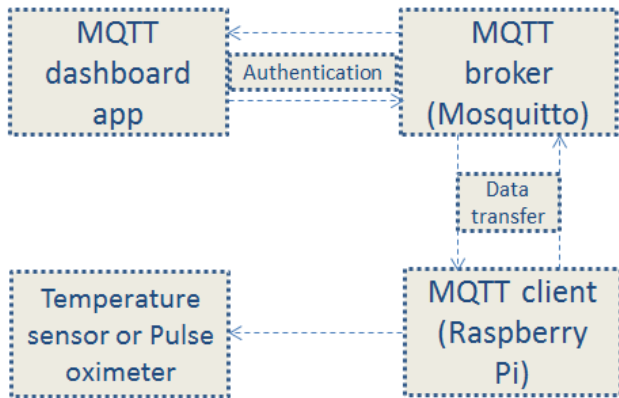 MQTT
dashboard
app
Authentication
MQTT
broker
(Mosquitto)
Data
transfer
Temperature
sensor or Pulse
oximeter
MQTT client
(Raspberry
Pi)